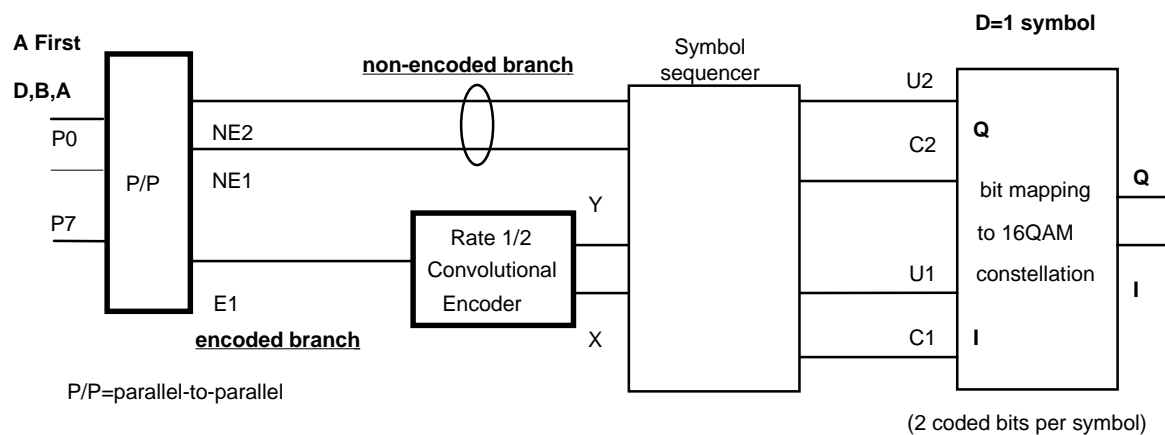 D=1 symbol
A First
Symbol
sequencer
non-encoded branch
D,B,A
U2
P0
NE2
Q
C2
P/P
NE1
bit mapping
Q
P7
Y
Rate 1/2
to 16QAM
Convolutional
constellation
U1
Encoder
I
E1
X
C1
I
encoded branch
P/P=parallel-to-parallel
(2 coded bits per symbol)